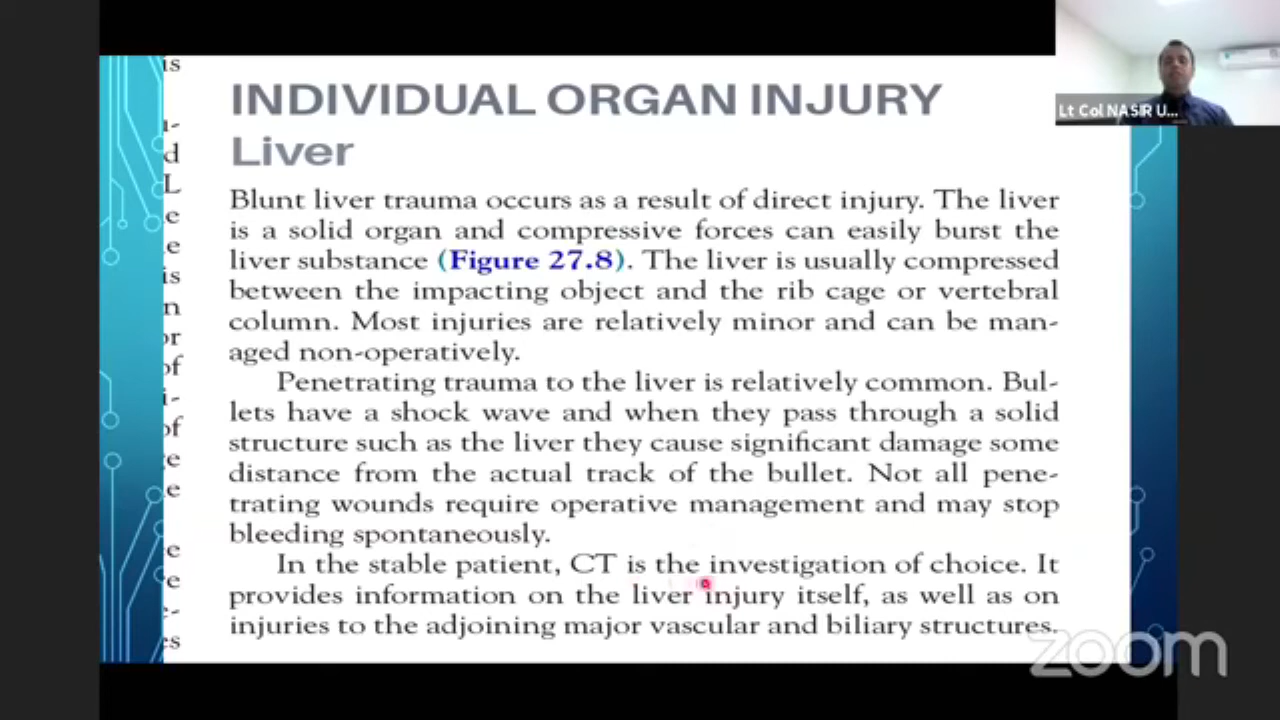 INDIVIDUAL ORGAN INJURY
Liver
Blunt liver trauma occurs as a result of direct injury. The liver
is a solid organ and compressive forces can easily burst the
liver substance (Figure 27.8). The liver is usually compressed
between the impacting object and the rib cage or vertebral
column. Most injuries are relatively minor and can be man-
aged non-operatively.
Penetrating trauma to the liver is relatively common. Bul-
lets have a shock wave and when they pass through a solid
structure such as the liver they cause significant damage some
distance from the actual track of the bullet. Not all pene-
trating wounds require operative management and may stop
bleeding spontaneously.
In the stable patient, CT is the investigation of choice. It
provides information on the liver injury itself, as well as on
injuries to the adjoining major vascular and biliary structures.
Lt Col NASIR U...
zoom